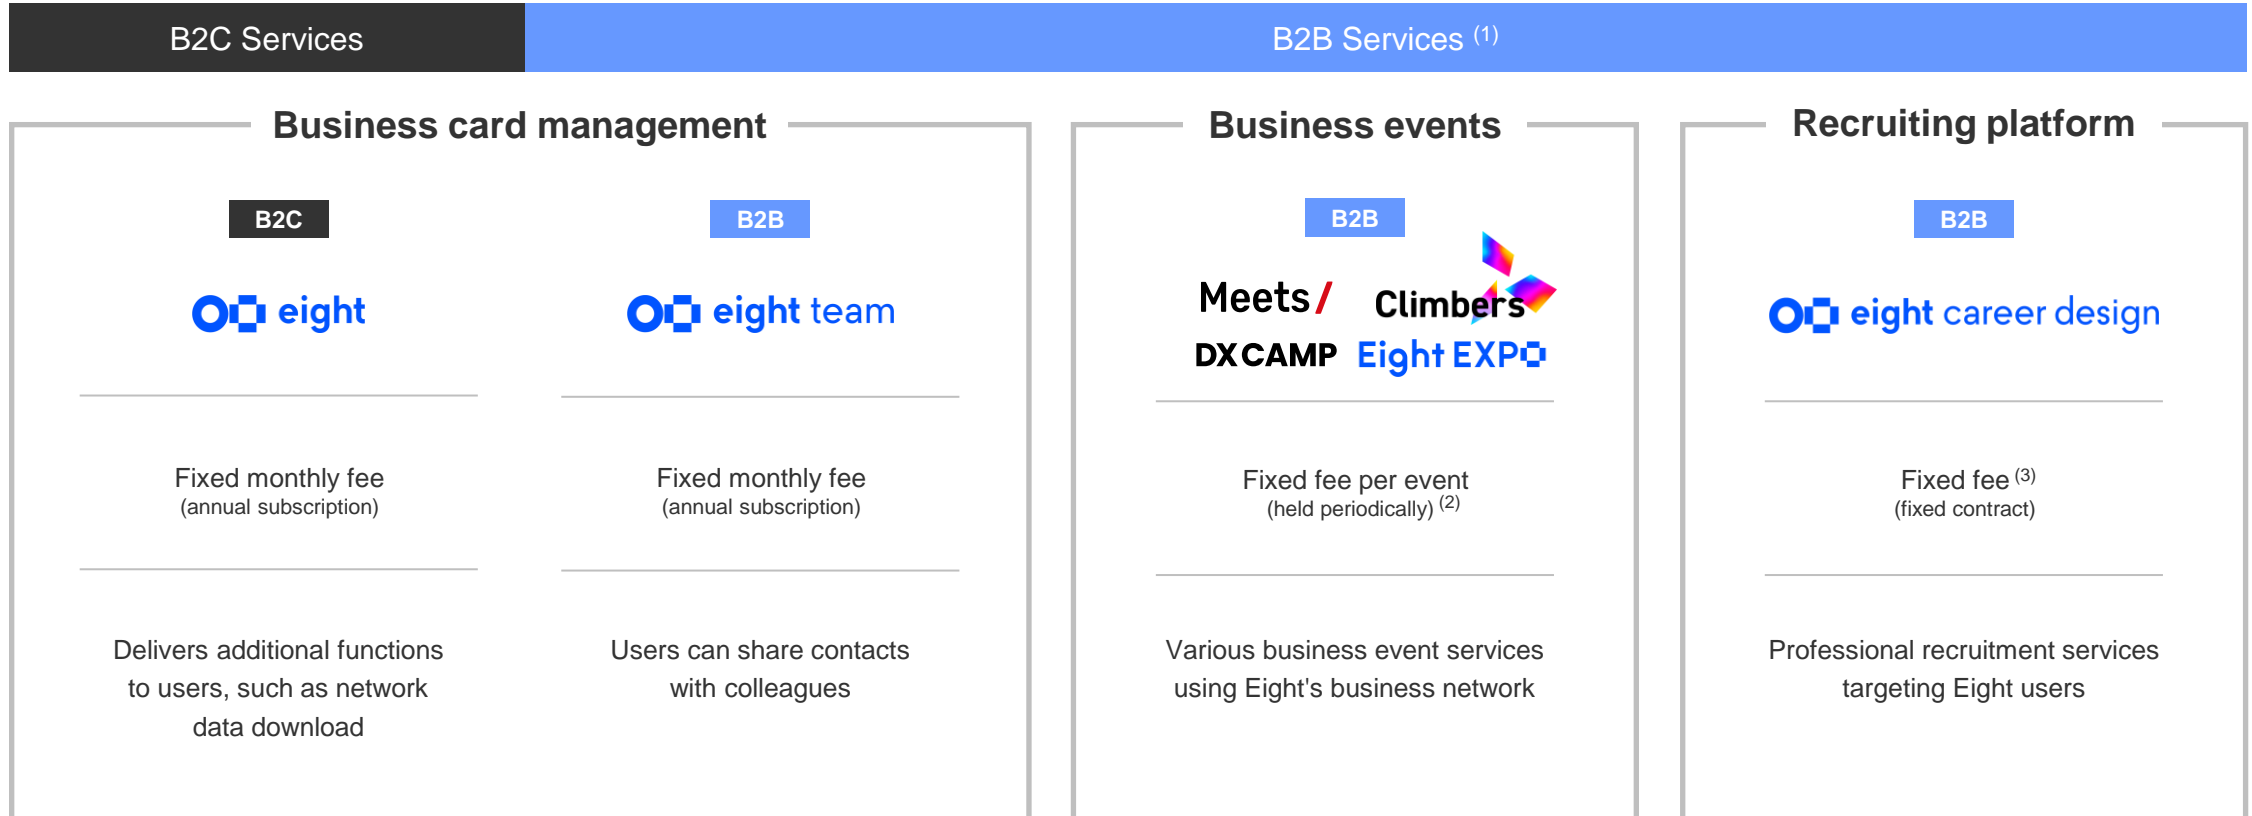 B2C Services
B2B Services (1)
Business card management
B2C
eight
Fixed monthly fee
(annual subscription)
Delivers additional functions
to users, such as network
data download
B2B
eight team
Fixed monthly fee
(annual subscription)
Users can share contacts
with colleagues
Business events
B2B
Meets/
Climbers
DX CAMP
Eight EXPO
Fixed fee per event
(held periodically) (2)
Various business event services
using Eight's business network
Recruiting platform
B2B
eight career design
Fixed fee (3)
(fixed contract)
Professional recruitment services
targeting Eight users